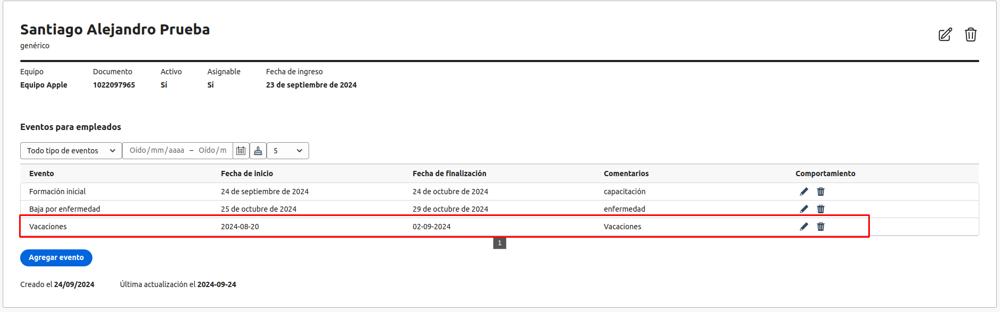 Santiago Alejandro Prueba
genérico
Equipo Documento Activo Asignable Fecha de ingreso
Equipo Apple 1022097965 Sí Sí 23 de septiembre de 2024
Eventos para empleados
Todo tipo de eventos Oído/mm/aaaa – Oído/m 5
Evento Fecha de inicio Fecha de finalización Comentarios Comportamiento
Formación inicial 24 de septiembre de 2024 24 de octubre de 2024 capacitación
Baja por enfermedad 25 de octubre de 2024 29 de octubre de 2024 enfermedad
Vacaciones 2024-08-20 02-09-2024 Vacaciones
1
Agregar evento
Creado el 24/09/2024 Última actualización el 2024-09-24